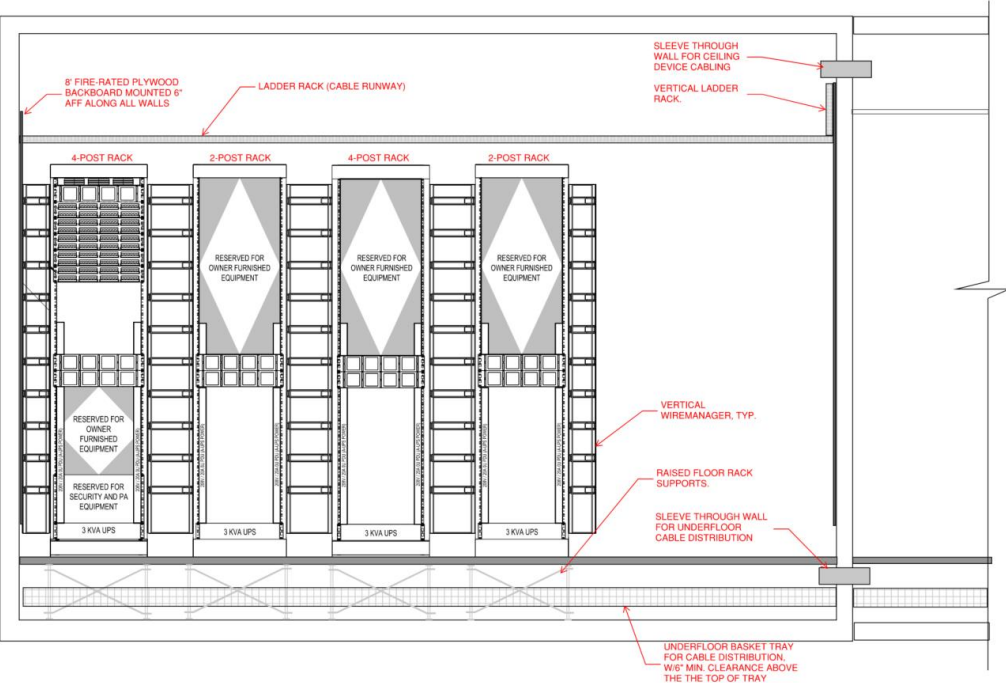 SLEEVE THROUGH
WALL FOR CEILING
DEVICE CABLING
8' FIRE-RATED PLYWOOD
BACKBOARD MOUNTED 6"
AFF ALONG ALL WALLS
LADDER RACK (CABLE RUNWAY)
VERTICAL LADDER
RACK.
4-POST RACK
2-POST RACK
4-POST RACK
2-POST RACK
RESERVED FOR
OWNER FURNISHED
EQUIPMENT
RESERVED FOR
OWNER FURNISHED
EQUIPMENT
RESERVED FOR
OWNER FURNISHED
EQUIPMENT
RESERVED FOR
OWNER
FURNISHED
EQUIPMENT
RESERVED FOR
SECURITY AND PA
EQUIPMENT
3 KVA UPS
3 KVA UPS
3 KVA UPS
3 KVA UPS
VERTICAL
WIREMANAGER, TYP.
RAISED FLOOR RACK
SUPPORTS.
SLEEVE THROUGH WALL
FOR UNDERFLOOR
CABLE DISTRIBUTION
UNDERFLOOR BASKET TRAY
FOR CABLE DISTRIBUTION,
W/6" MIN. CLEARANCE ABOVE
THE THE TOP OF TRAY